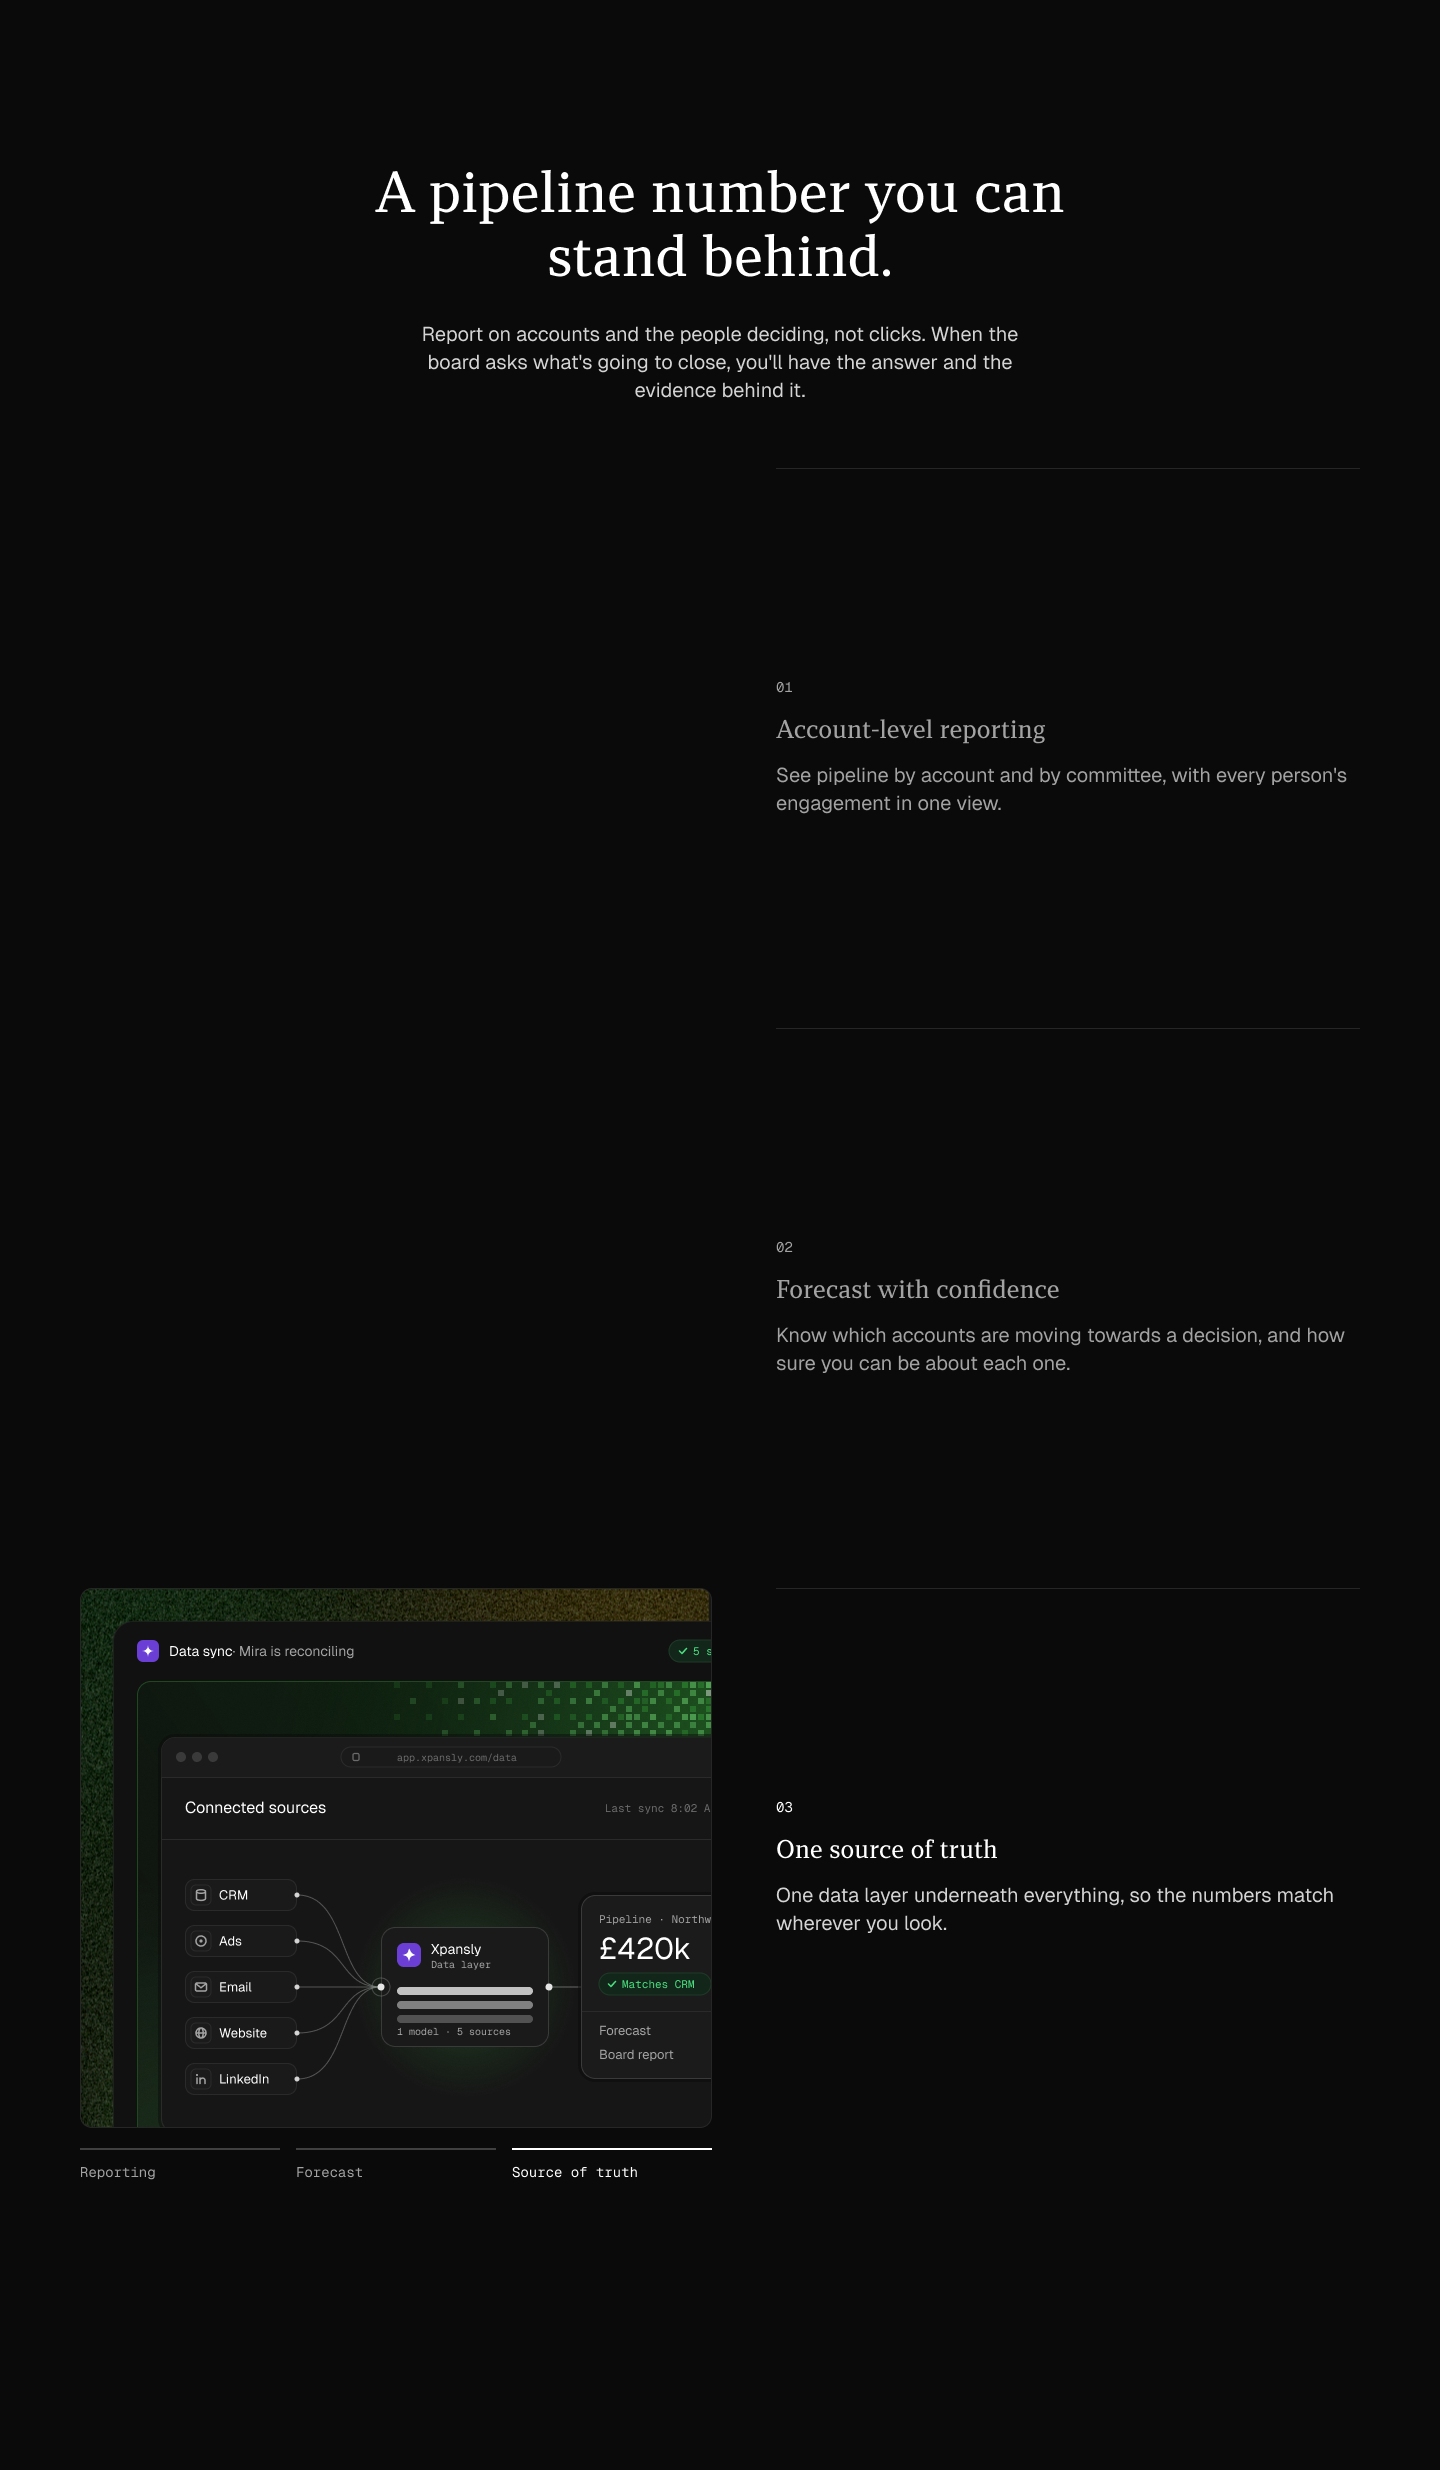 A pipeline number you can
stand behind.
Report on accounts and the people deciding, not clicks. When the
board asks what's going to close, you'll have the answer and the
evidence behind it.
01
Account-level reporting
See pipeline by account and by committee, with every person's
engagement in one view.
02
Forecast with confidence
Know which accounts are moving towards a decision, and how
sure you can be about each one.
Data sync· Mira is reconciling
5 s
app.xpansly.com/data
Connected sources
Last sync 8:02 A
CRM
Ads
Email
Website
LinkedIn
Xpansly
Data layer
1 model · 5 sources
Pipeline · Northw
£420k
Matches CRM
Forecast
Board report
03
One source of truth
One data layer underneath everything, so the numbers match
wherever you look.
Reporting
Forecast
Source of truth